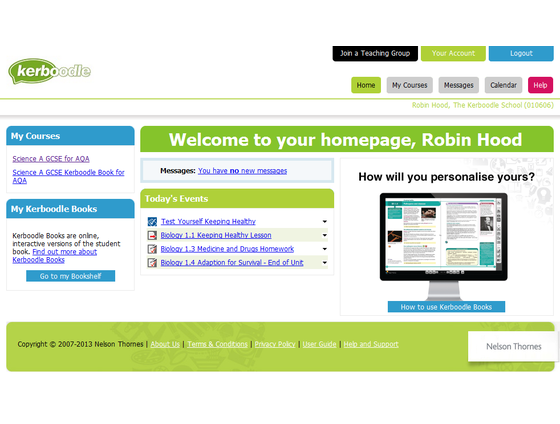 Join a Teaching Group
Your Account
Logout
kerboodle
Home
My Courses
Messages
Calendar
Help
Robin Hood, The Kerboodle School (010606)
My Courses
Science A GCSE for AQA
Science A GCSE Kerboodle Book for
AQA
My Kerboodle Books
Kerboodle Books are online,
interactive versions of the student
book. Find out more about
Kerboodle Books
Go to my Bookshelf
Welcome to your homepage, Robin Hood
Messages: You have no new messages
Today's Events
Test Yourself Keeping Healthy
Biology 1.1 Keeping Healthy Lesson
Biology 1.3 Medicine and Drugs Homework
Biology 1.4 Adaption for Survival - End of Unit
How will you personalise yours?
How to use Kerboodle Books
Copyright © 2007-2013 Nelson Thornes | About Us | Terms & Conditions | Privacy Policy | User Guide | Help and Support
Nelson Thornes